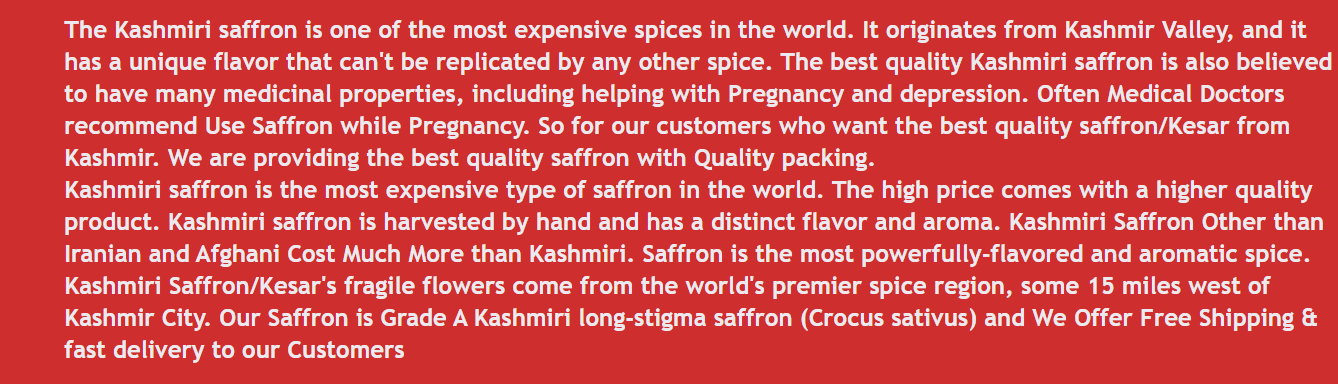 The Kashmiri saffron is one of the most expensive spices in the world. It originates from Kashmir Valley, and it
has a unique flavor that can't be replicated by any other spice. The best quality Kashmiri saffron is also believed
to have many medicinal properties, including helping with Pregnancy and depression. Often Medical Doctors
recommend Use Saffron while Pregnancy. So for our customers who want the best quality saffron/Kesar from
Kashmir. We are providing the best quality saffron with Quality packing.
Kashmiri saffron is the most expensive type of saffron in the world. The high price comes with a higher quality
product. Kashmiri saffron is harvested by hand and has a distinct flavor and aroma. Kashmiri Saffron Other than
Iranian and Afghani Cost Much More than Kashmiri. Saffron is the most powerfully-flavored and aromatic spice.
Kashmiri Saffron/Kesar's fragile flowers come from the world's premier spice region, some 15 miles west of
Kashmir City. Our Saffron is Grade A Kashmiri long-stigma saffron (Crocus sativus) and We Offer Free Shipping &
fast delivery to our Customers